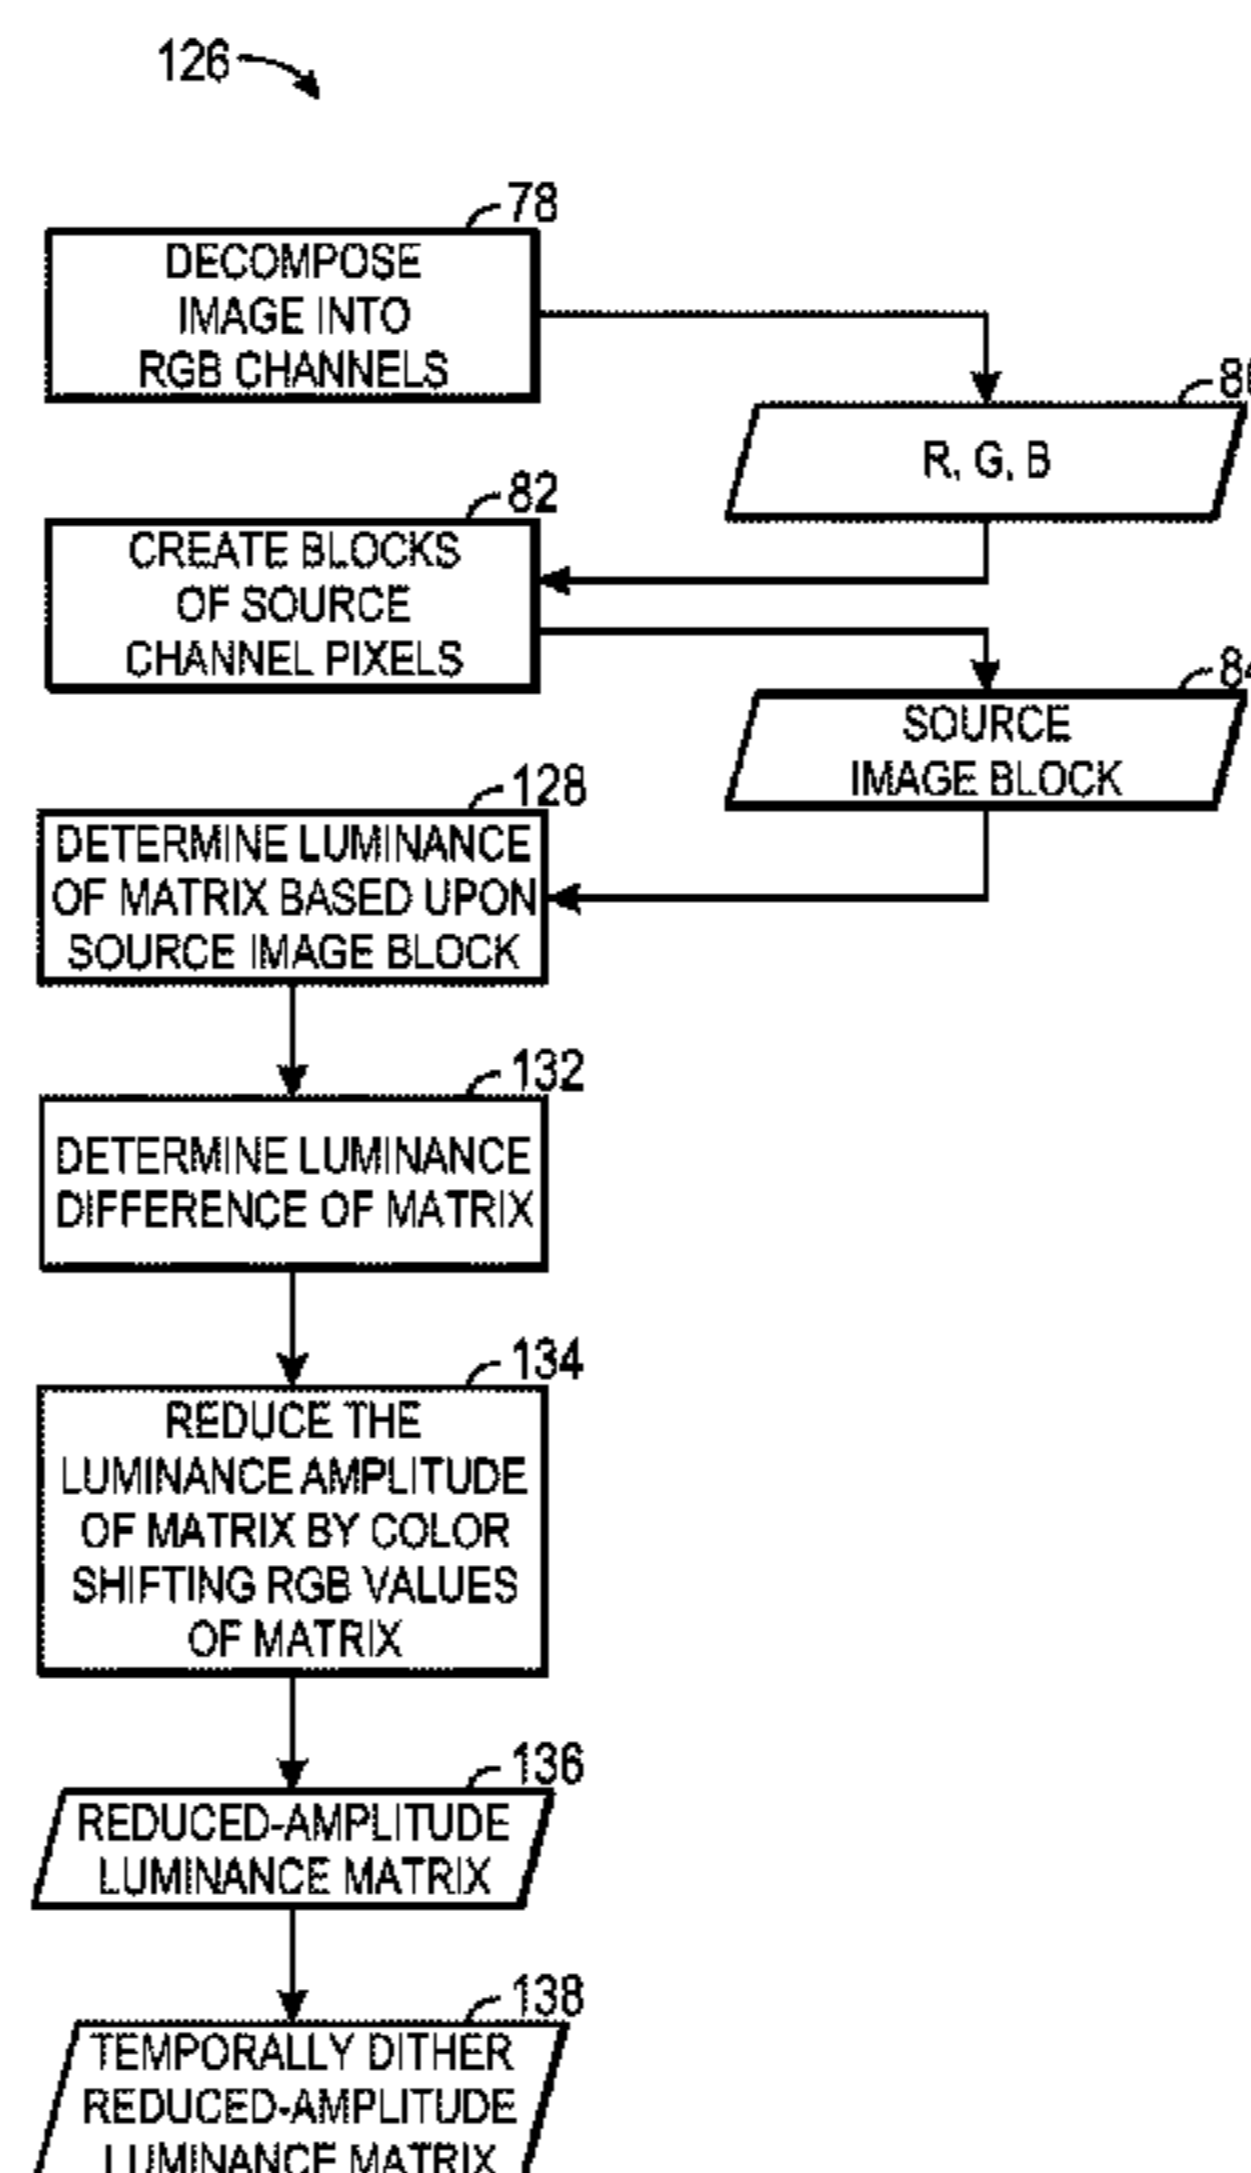 126
78
DECOMPOSE
IMAGE INTO
RGB CHANNELS
R, G, B
82
CREATE BLOCKS
OF SOURCE
CHANNEL PIXELS
84
SOURCE
IMAGE BLOCK
128
DETERMINE LUMINANCE
OF MATRIX BASED UPON
SOURCE IMAGE BLOCK
132
DETERMINE LUMINANCE
DIFFERENCE OF MATRIX
134
REDUCE THE
LUMINANCE AMPLITUDE
OF MATRIX BY COLOR
SHIFTING RGB VALUES
OF MATRIX
136
REDUCED-AMPLITUDE
LUMINANCE MATRIX
138
TEMPORALLY DITHER
REDUCED-AMPLITUDE
LUMINANCE MATRIX